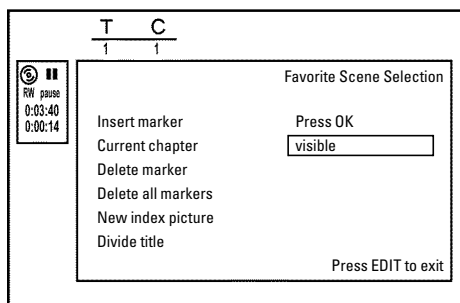 T C
1 1
RW pause
0:03:40
0:00:14
Favorite Scene Selection
Insert marker Press OK
Current chapter visible
Delete marker
Delete all markers
New index picture
Divide title
Press EDIT to exit